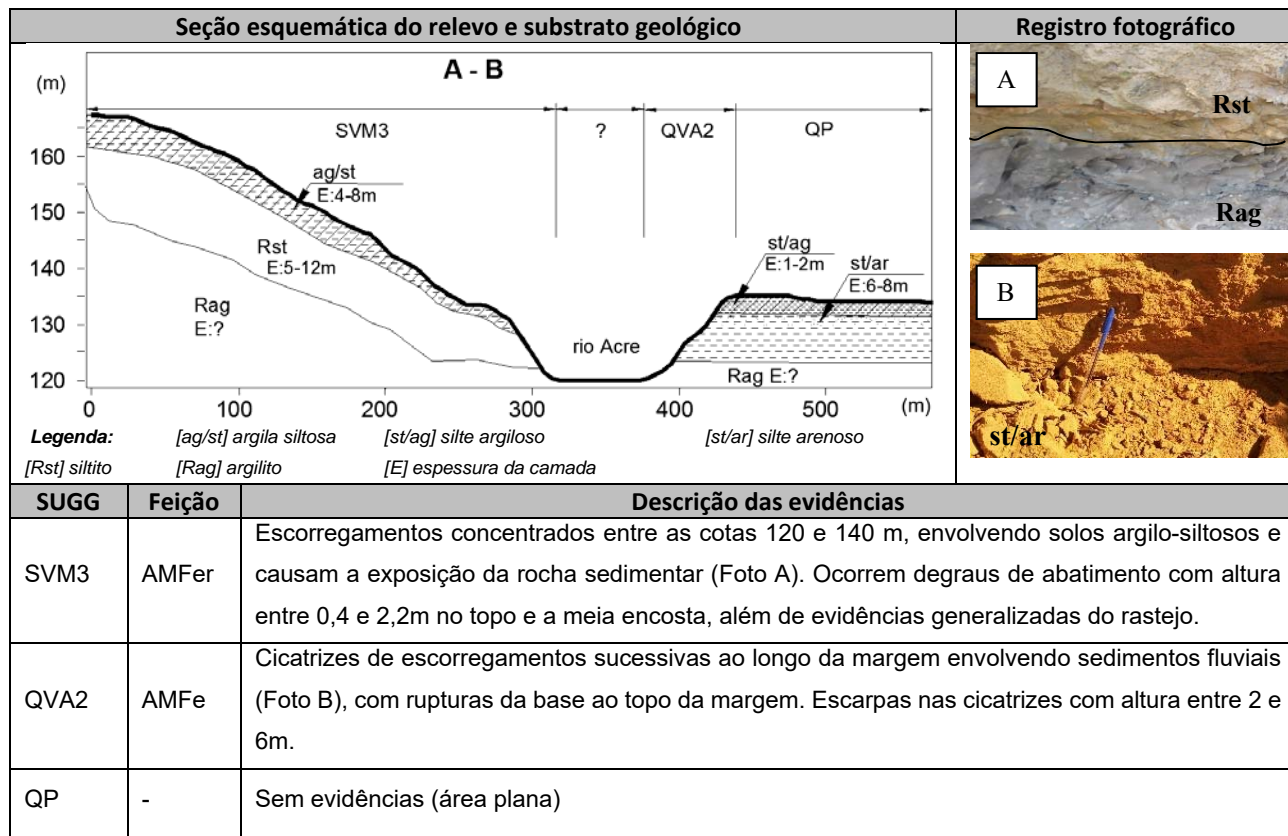 Seção esquemática do relevo e substrato geológico
Registro fotográfico
A - B
(m)
SVM3
?
QVA2
QP
160
150
140
130
120
ag/st
E:4-8m
Rst
E:5-12m
Rag
E:?
rio Acre
st/ag
E:1-2m
st/ar
E:6-8m
Rag E:?
0
100
200
300
400
500
(m)
Legenda: [ag/st] argila siltosa [st/ag] silte argiloso [st/ar] silte arenoso
[Rst] siltito [Rag] argilito [E] espessura da camada
A
Rst
Rag
B
st/ar
SUGG Feição Descrição das evidências
SVM3
AMFer
Escorregamentos concentrados entre as cotas 120 e 140 m, envolvendo solos argilo-siltosos e
causam a exposição da rocha sedimentar (Foto A). Ocorrem degraus de abatimento com altura
entre 0,4 e 2,2m no topo e a meia encosta, além de evidências generalizadas do rastejo.
QVA2
AMFe
Cicatrizes de escorregamentos sucessivas ao longo da margem envolvendo sedimentos fluviais
(Foto B), com rupturas da base ao topo da margem. Escarpas nas cicatrizes com altura entre 2 e
6m.
QP
-
Sem evidências (área plana)